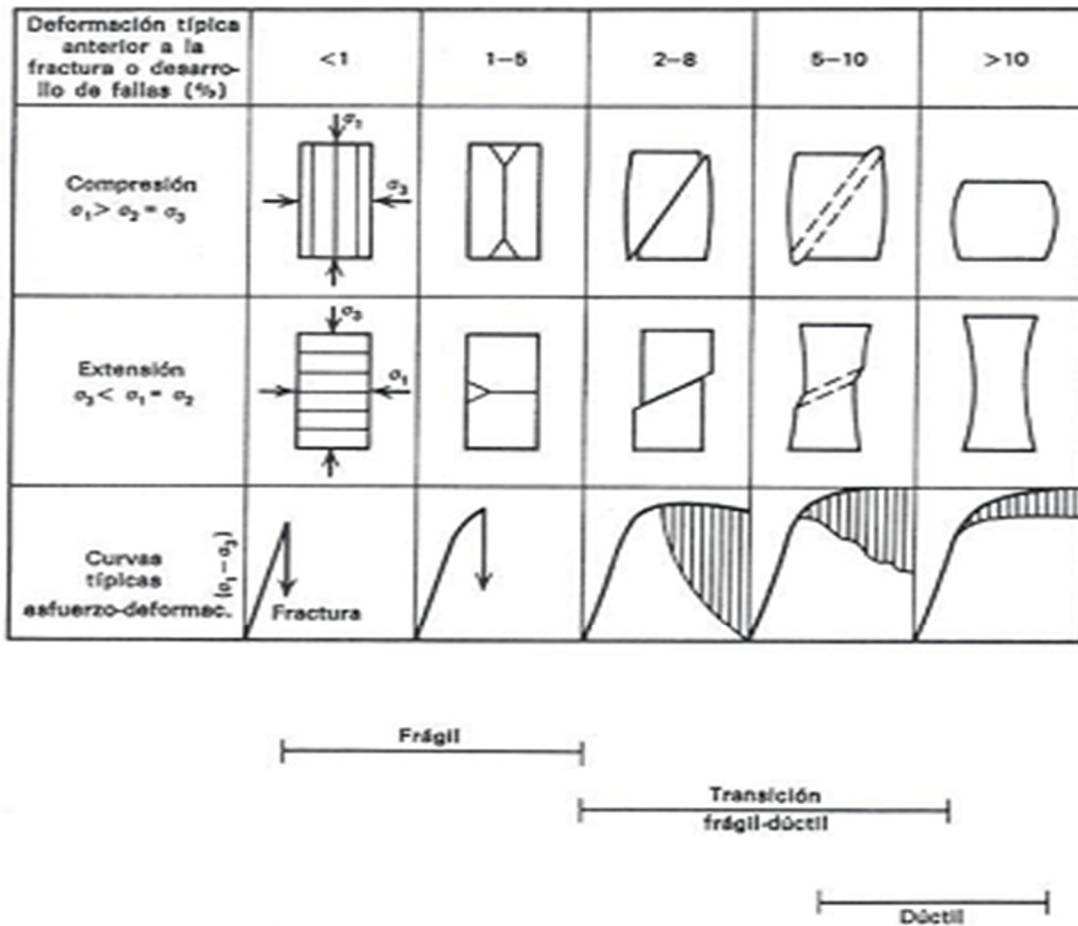 Deformación típica
anterior a la
fractura o desarro-
llo de fallas (%)
<1
1–5
2–8
5–10
>10
Compresión
σ₁> σ₂ = σ₃
σ₁
σ₃
Extensión
σ₃< σ₁ = σ₂
σ₃
σ₁
Curvas
típicas
esfuerzo-deformac.
(σ₁–σ₃)
Fractura
Frágil
Transición
frágil-dúctil
Dúctil